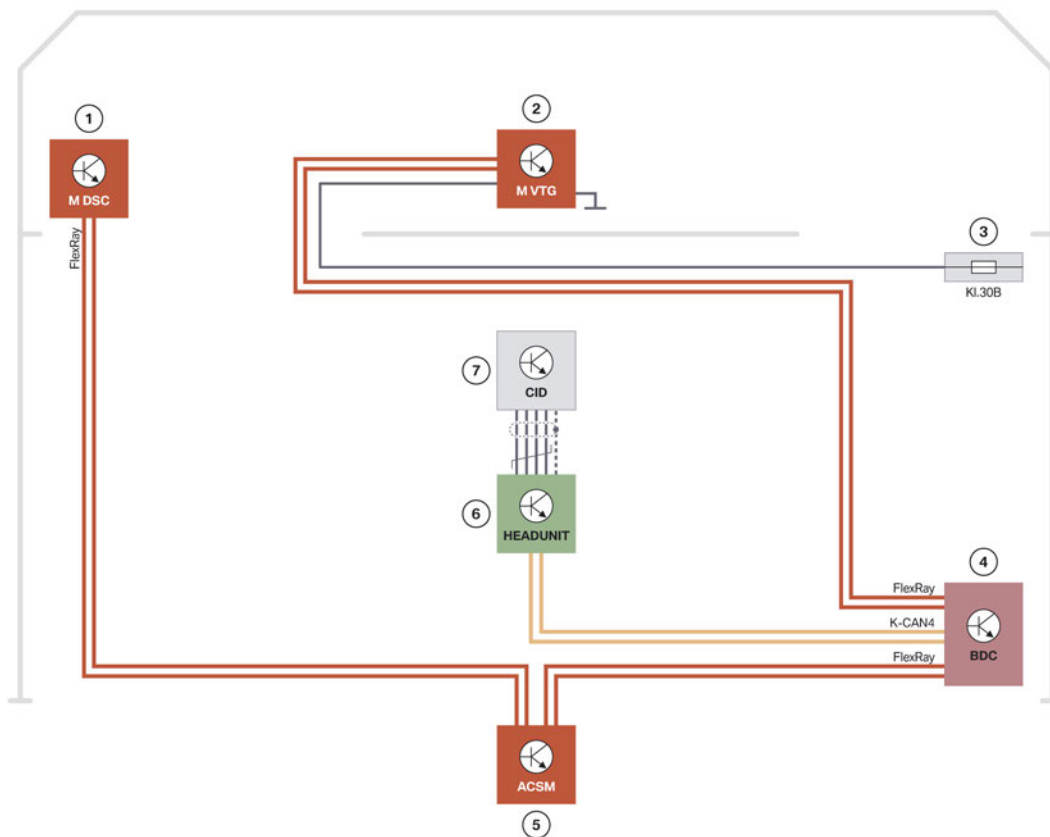 1
2
M DSC
M VTG
FlexRay
3
Kl.30B
7
CID
6
HEADUNIT
4
FlexRay
K-CAN4
BDC
FlexRay
ACSM
5